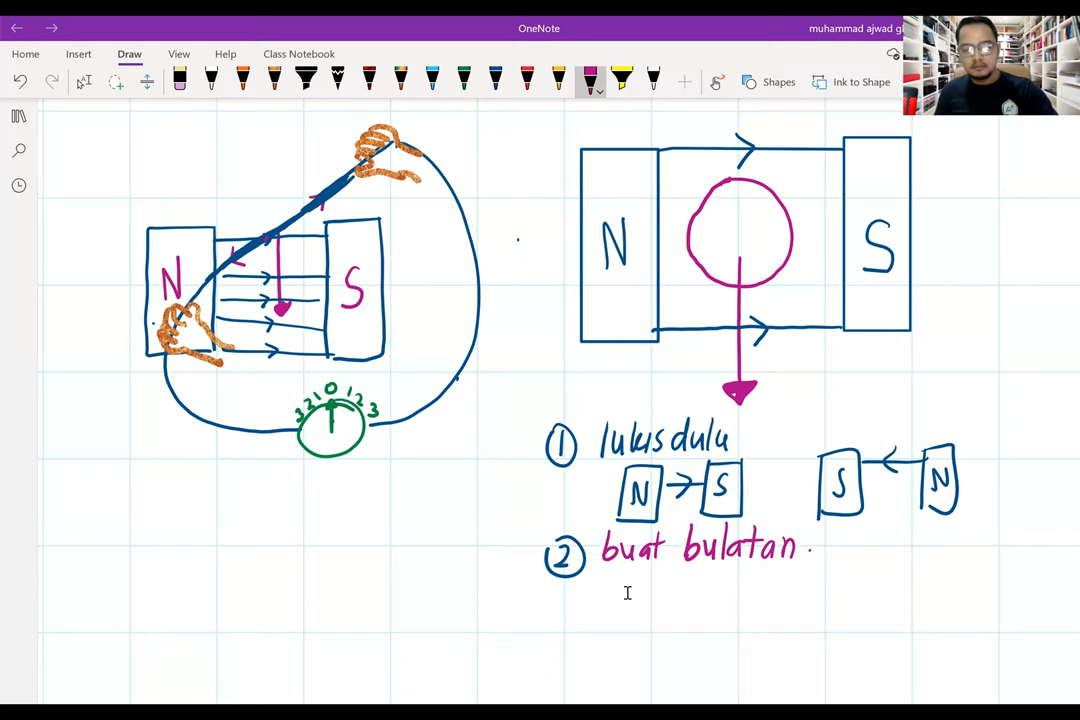 OneNote
muhammad ajwad g
Home Insert Draw View Help Class Notebook
Shapes
Ink to Shape
N S
3 2 1 0 1 2 3
N S
① lukis dulu
N S S N
② buat bulatan.